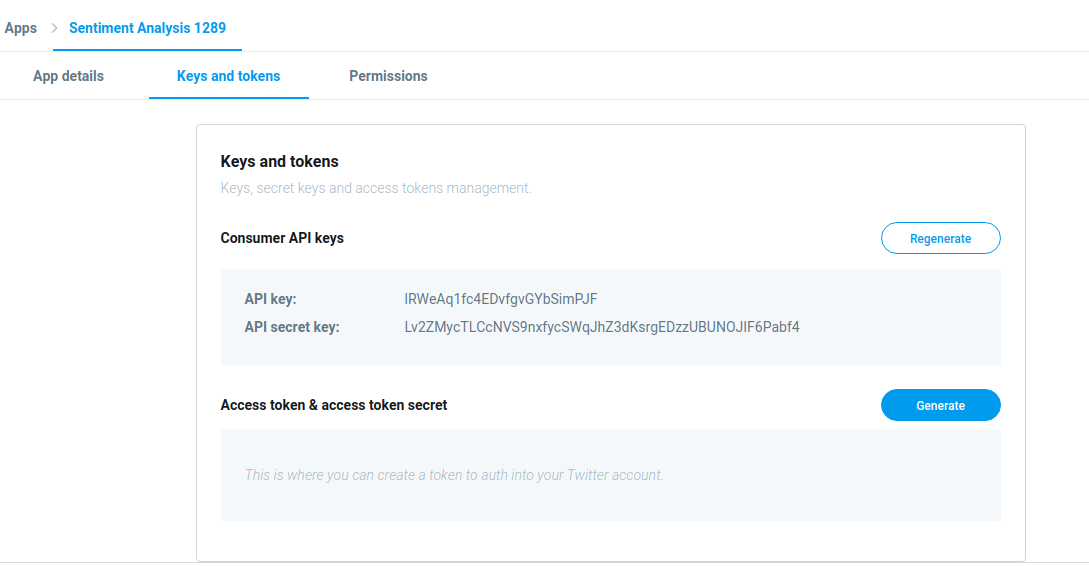 Apps > Sentiment Analysis 1289
App details Keys and tokens Permissions
Keys and tokens
Keys, secret keys and access tokens management.
Consumer API keys Regenerate
API key: IRWeAq1fc4EDvfgvGYbSimPJF
API secret key: Lv2ZMycTLCcNVS9nxfycSWqJhZ3dKsrgEDzzUBUNOJIF6Pabf4
Access token & access token secret Generate
This is where you can create a token to auth into your Twitter account.